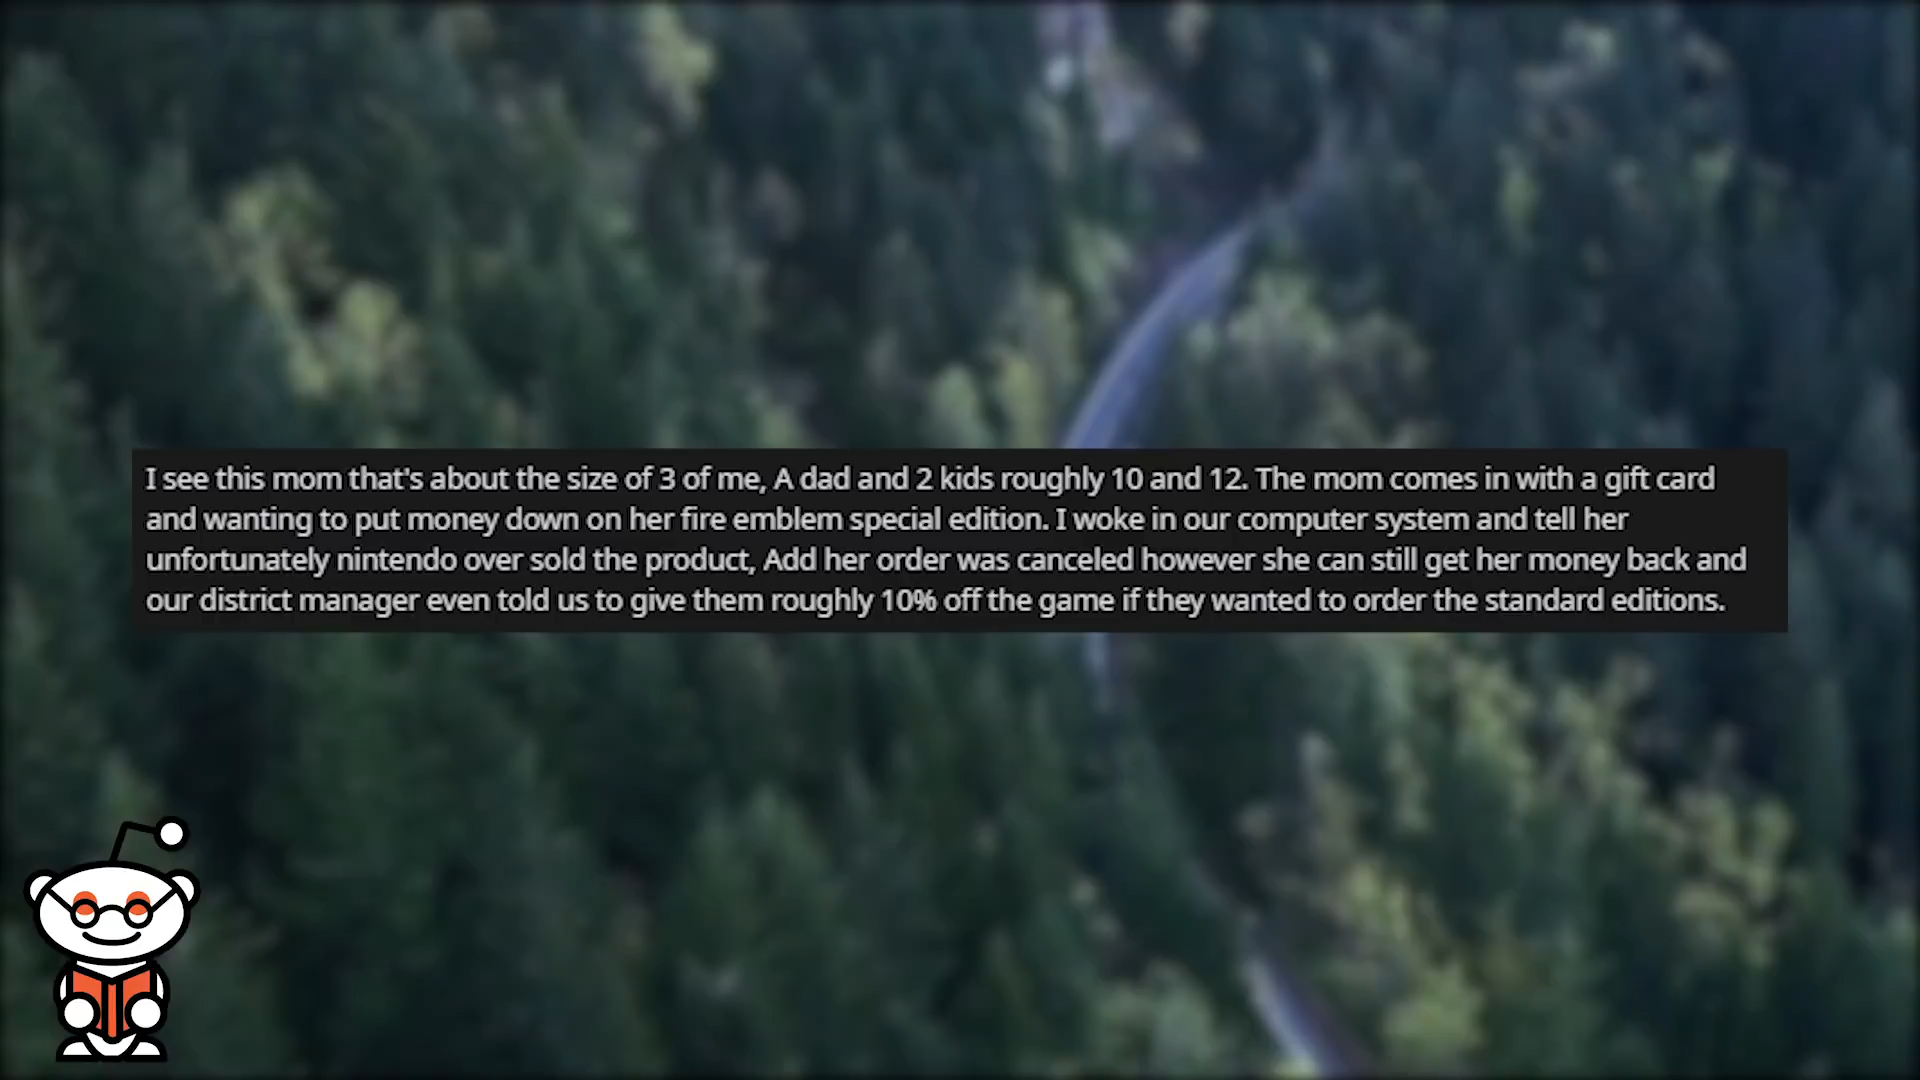 I see this mom that's about the size of 3 of me, A dad and 2 kids roughly 10 and 12. The mom comes in with a gift card
and wanting to put money down on her fire emblem special edition. I woke in our computer system and tell her
unfortunately nintendo over sold the product, Add her order was canceled however she can still get her money back and
our district manager even told us to give them roughly 10% off the game if they wanted to order the standard editions.